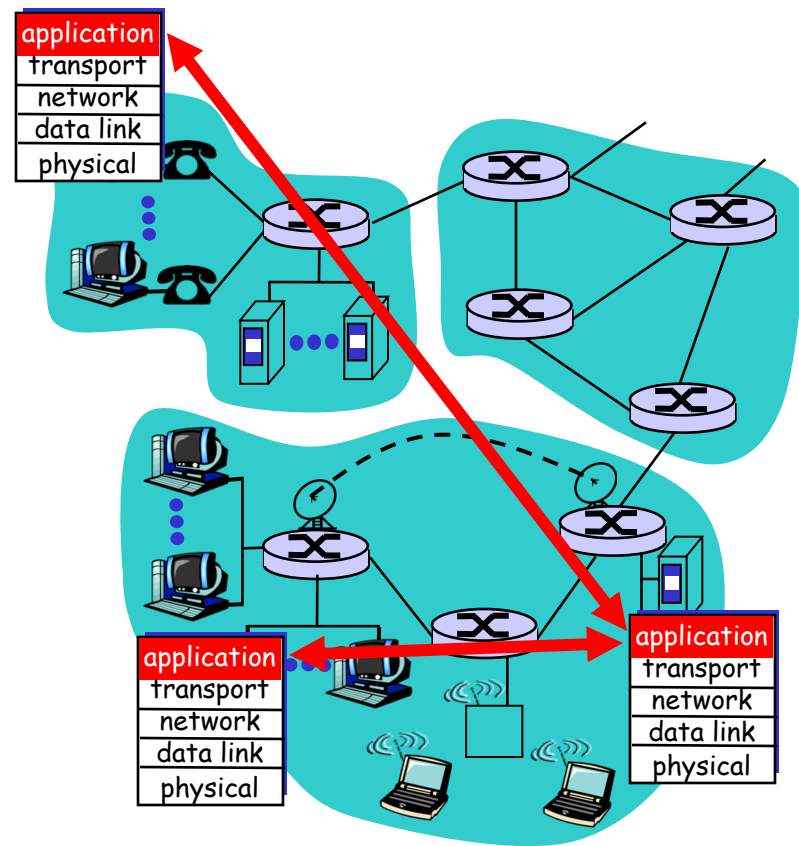 application
transport
network
data link
physical
application
transport
network
data link
physical
application
transport
network
data link
physical